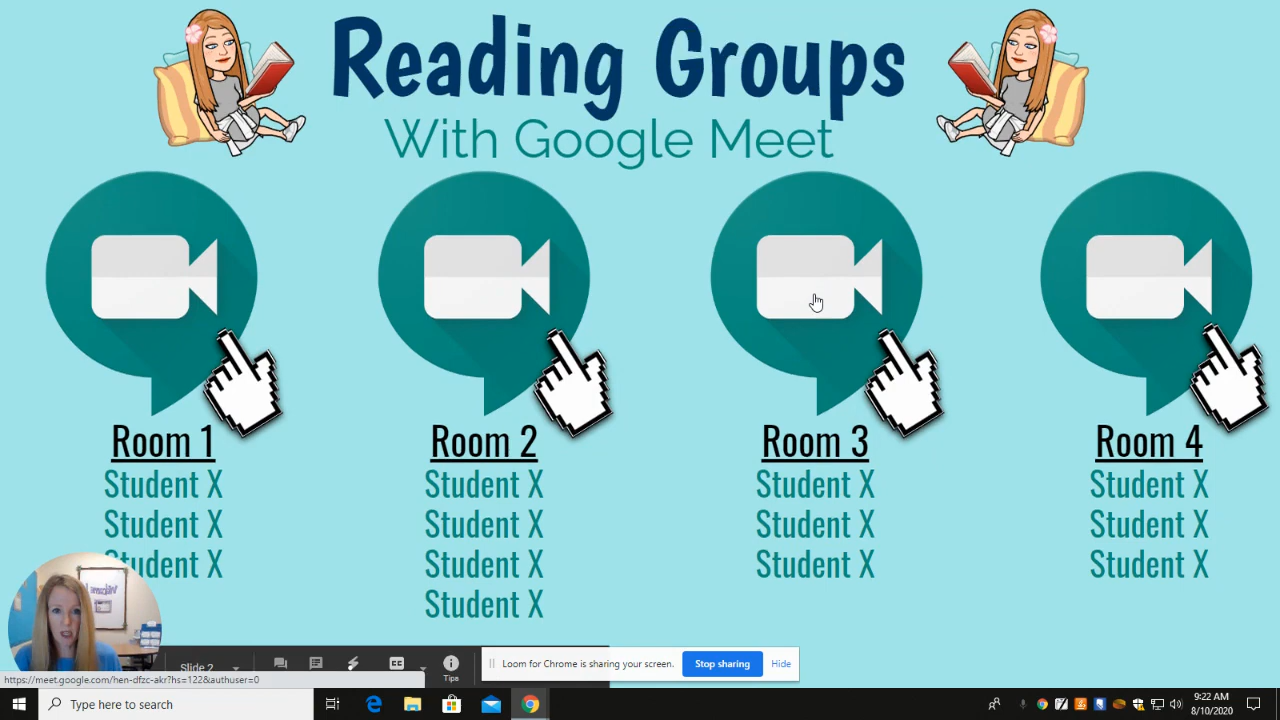 Reading Groups
With Google Meet
Room 1
Student X
Student X
Student X
Room 2
Student X
Student X
Student X
Student X
Room 3
Student X
Student X
Student X
Room 4
Student X
Student X
Student X
Slide 2
CC
Tips
Loom for Chrome is sharing your screen.
Stop sharing
Hide
https://meet.google.com/hen-dfzc-akr?hs=122&authuser=0
Type here to search
9:22 AM
8/10/2020